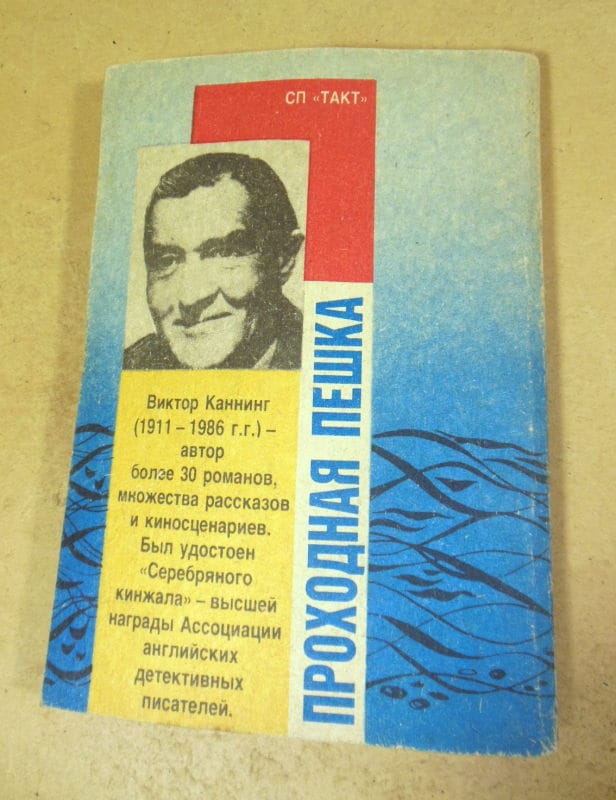 СП «ТАКТ»
Виктор Каннинг
(1911 – 1986 г.г.) –
автор
более 30 романов,
множества рассказов
и киносценариев.
Был удостоен
«Серебряного
кинжала» – высшей
награды Ассоциации
английских
детективных
писателей.
ПРОХОДНАЯ ПЕШКА